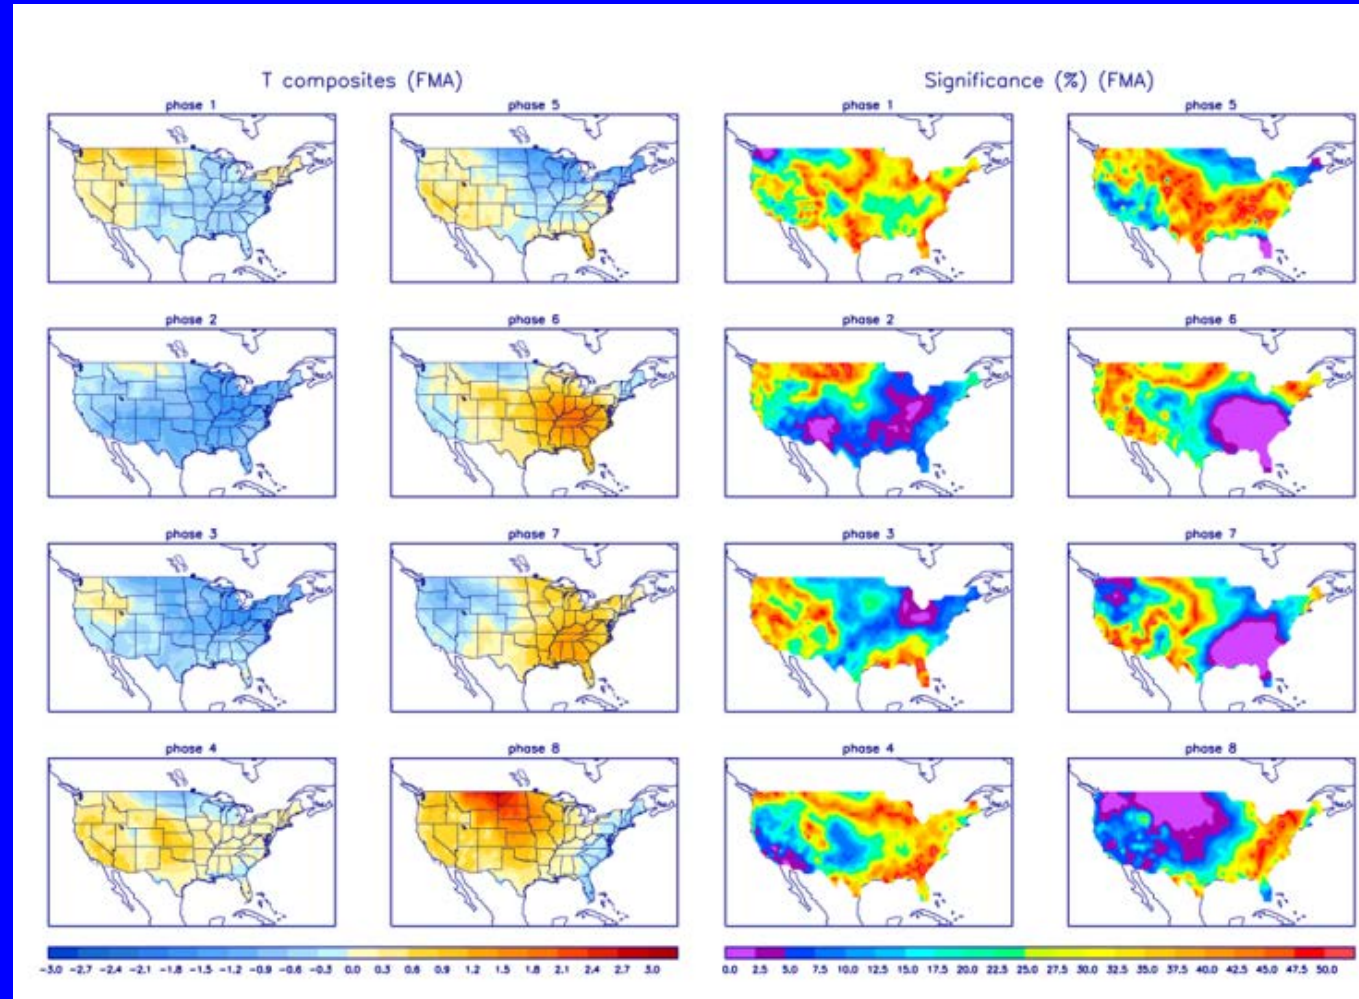 T composites (FMA) Significance (%) (FMA)
phase 1 phase 5 phase 1 phase 5
phase 2 phase 6 phase 2 phase 6
phase 3 phase 7 phase 3 phase 7
phase 4 phase 8 phase 4 phase 8
-3.0 -2.7 -2.4 -2.1 -1.8 -1.5 -1.2 -0.9 -0.6 -0.3 0.0 0.3 0.6 0.9 1.2 1.5 1.8 2.1 2.4 2.7 3.0 0.0 2.5 5.0 7.5 10.0 12.5 15.0 17.5 20.0 22.5 25.0 27.5 30.0 32.5 35.0 37.5 40.0 42.5 45.0 47.5 50.0